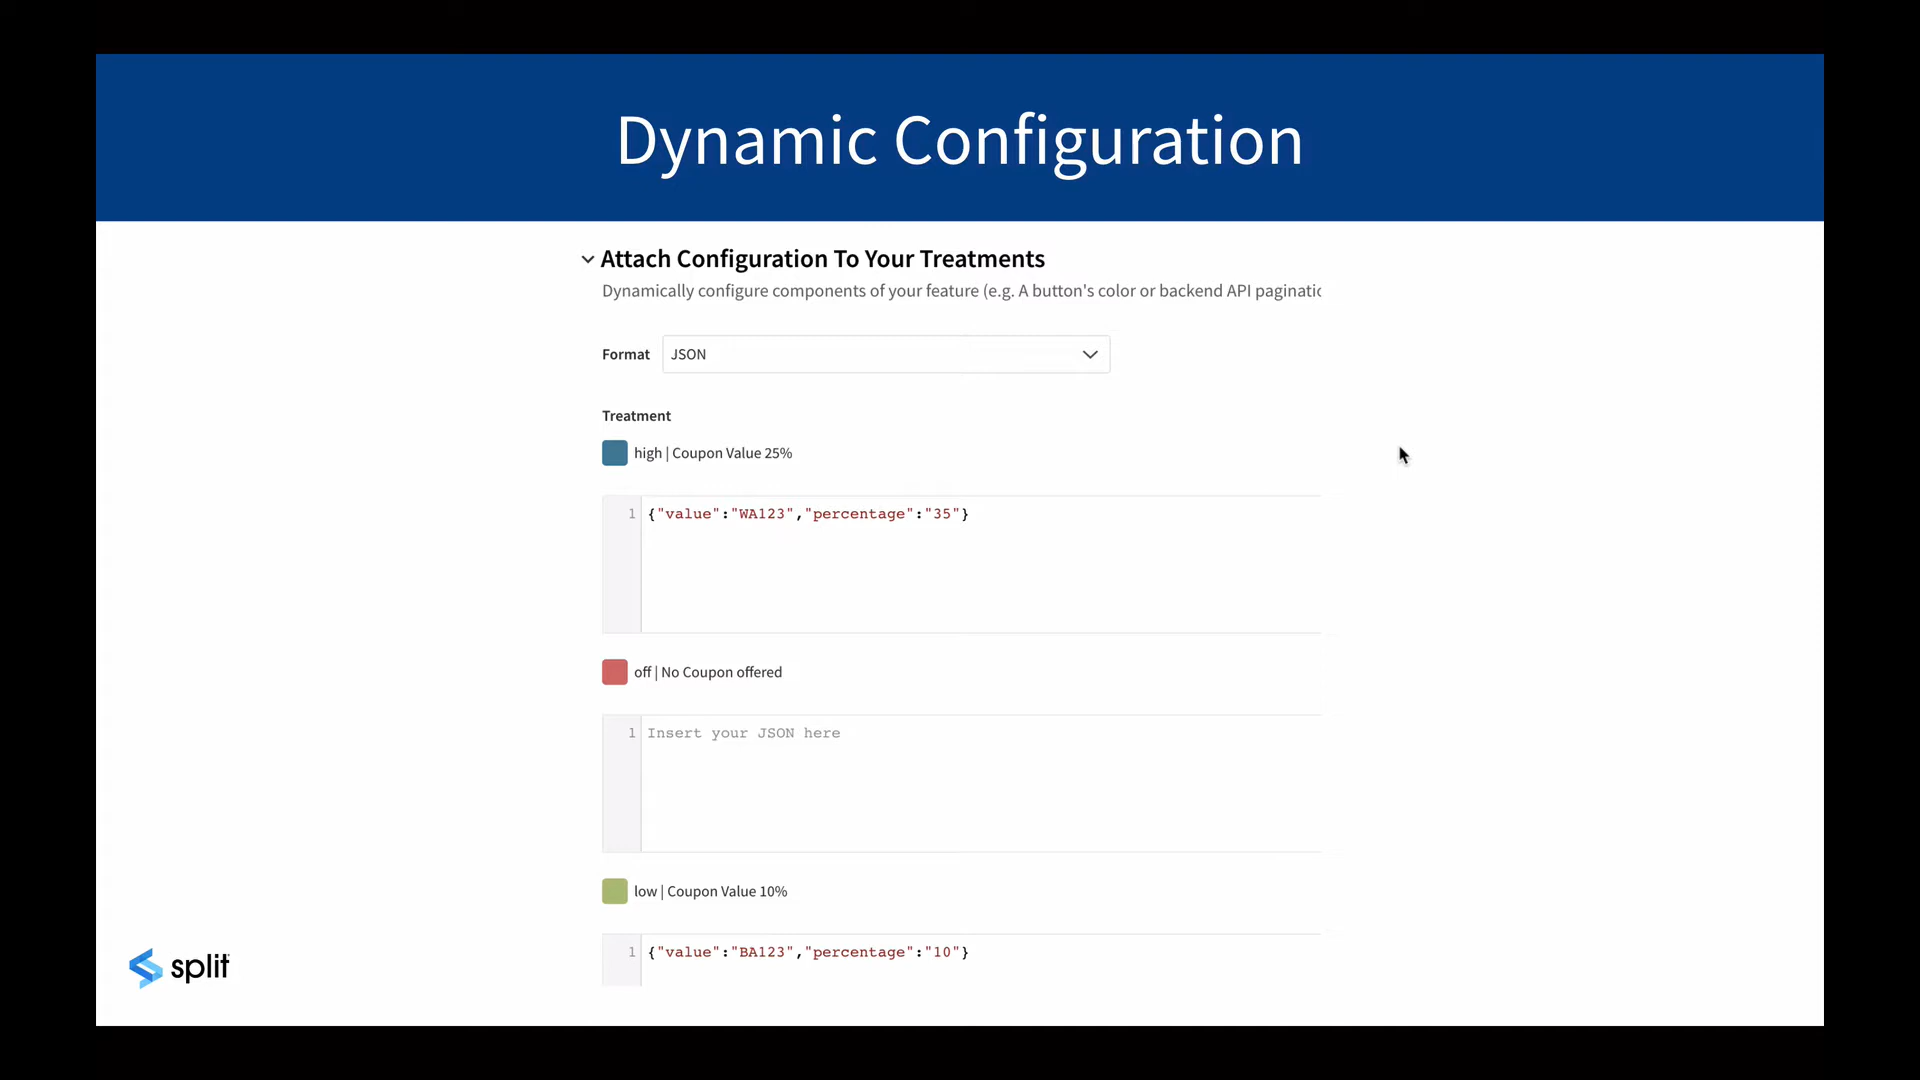 Dynamic Configuration
Attach Configuration To Your Treatments
Dynamically configure components of your feature (e.g. A button's color or backend API paginatic
Format JSON
Treatment
high | Coupon Value 25%
1 {"value":"WA123","percentage":"35"}
off | No Coupon offered
1 Insert your JSON here
low | Coupon Value 10%
1 {"value":"BA123","percentage":"10"}
split